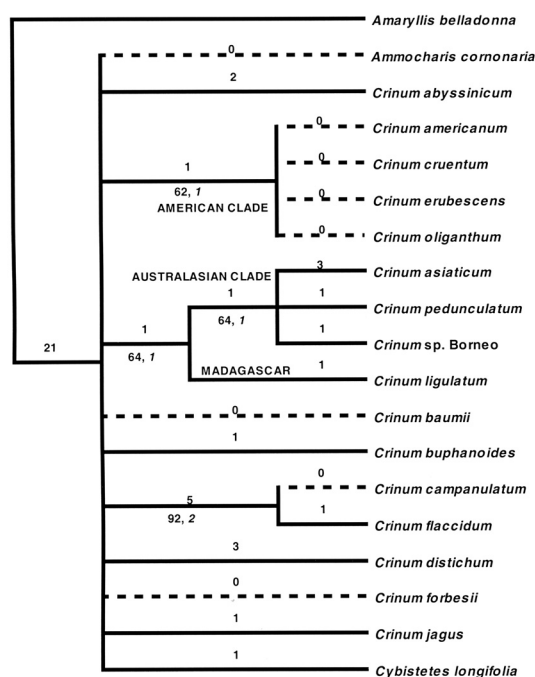 Amaryllis belladonna
0
Ammocharis cornonaria
2
Crinum abyssinicum
0
Crinum americanum
1
0
Crinum cruentum
62, 1
0
Crinum erubescens
AMERICAN CLADE
0
Crinum oliganthum
AUSTRALASIAN CLADE
3
Crinum asiaticum
1
1
Crinum pedunculatum
64, 1
21
1
1
Crinum sp. Borneo
64, 1
MADAGASCAR
1
Crinum ligulatum
0
Crinum baumii
1
Crinum buphanoides
0
Crinum campanulatum
5
92, 2
1
Crinum flaccidum
3
Crinum distichum
0
Crinum forbesii
1
Crinum jagus
1
Cybistetes longifolia